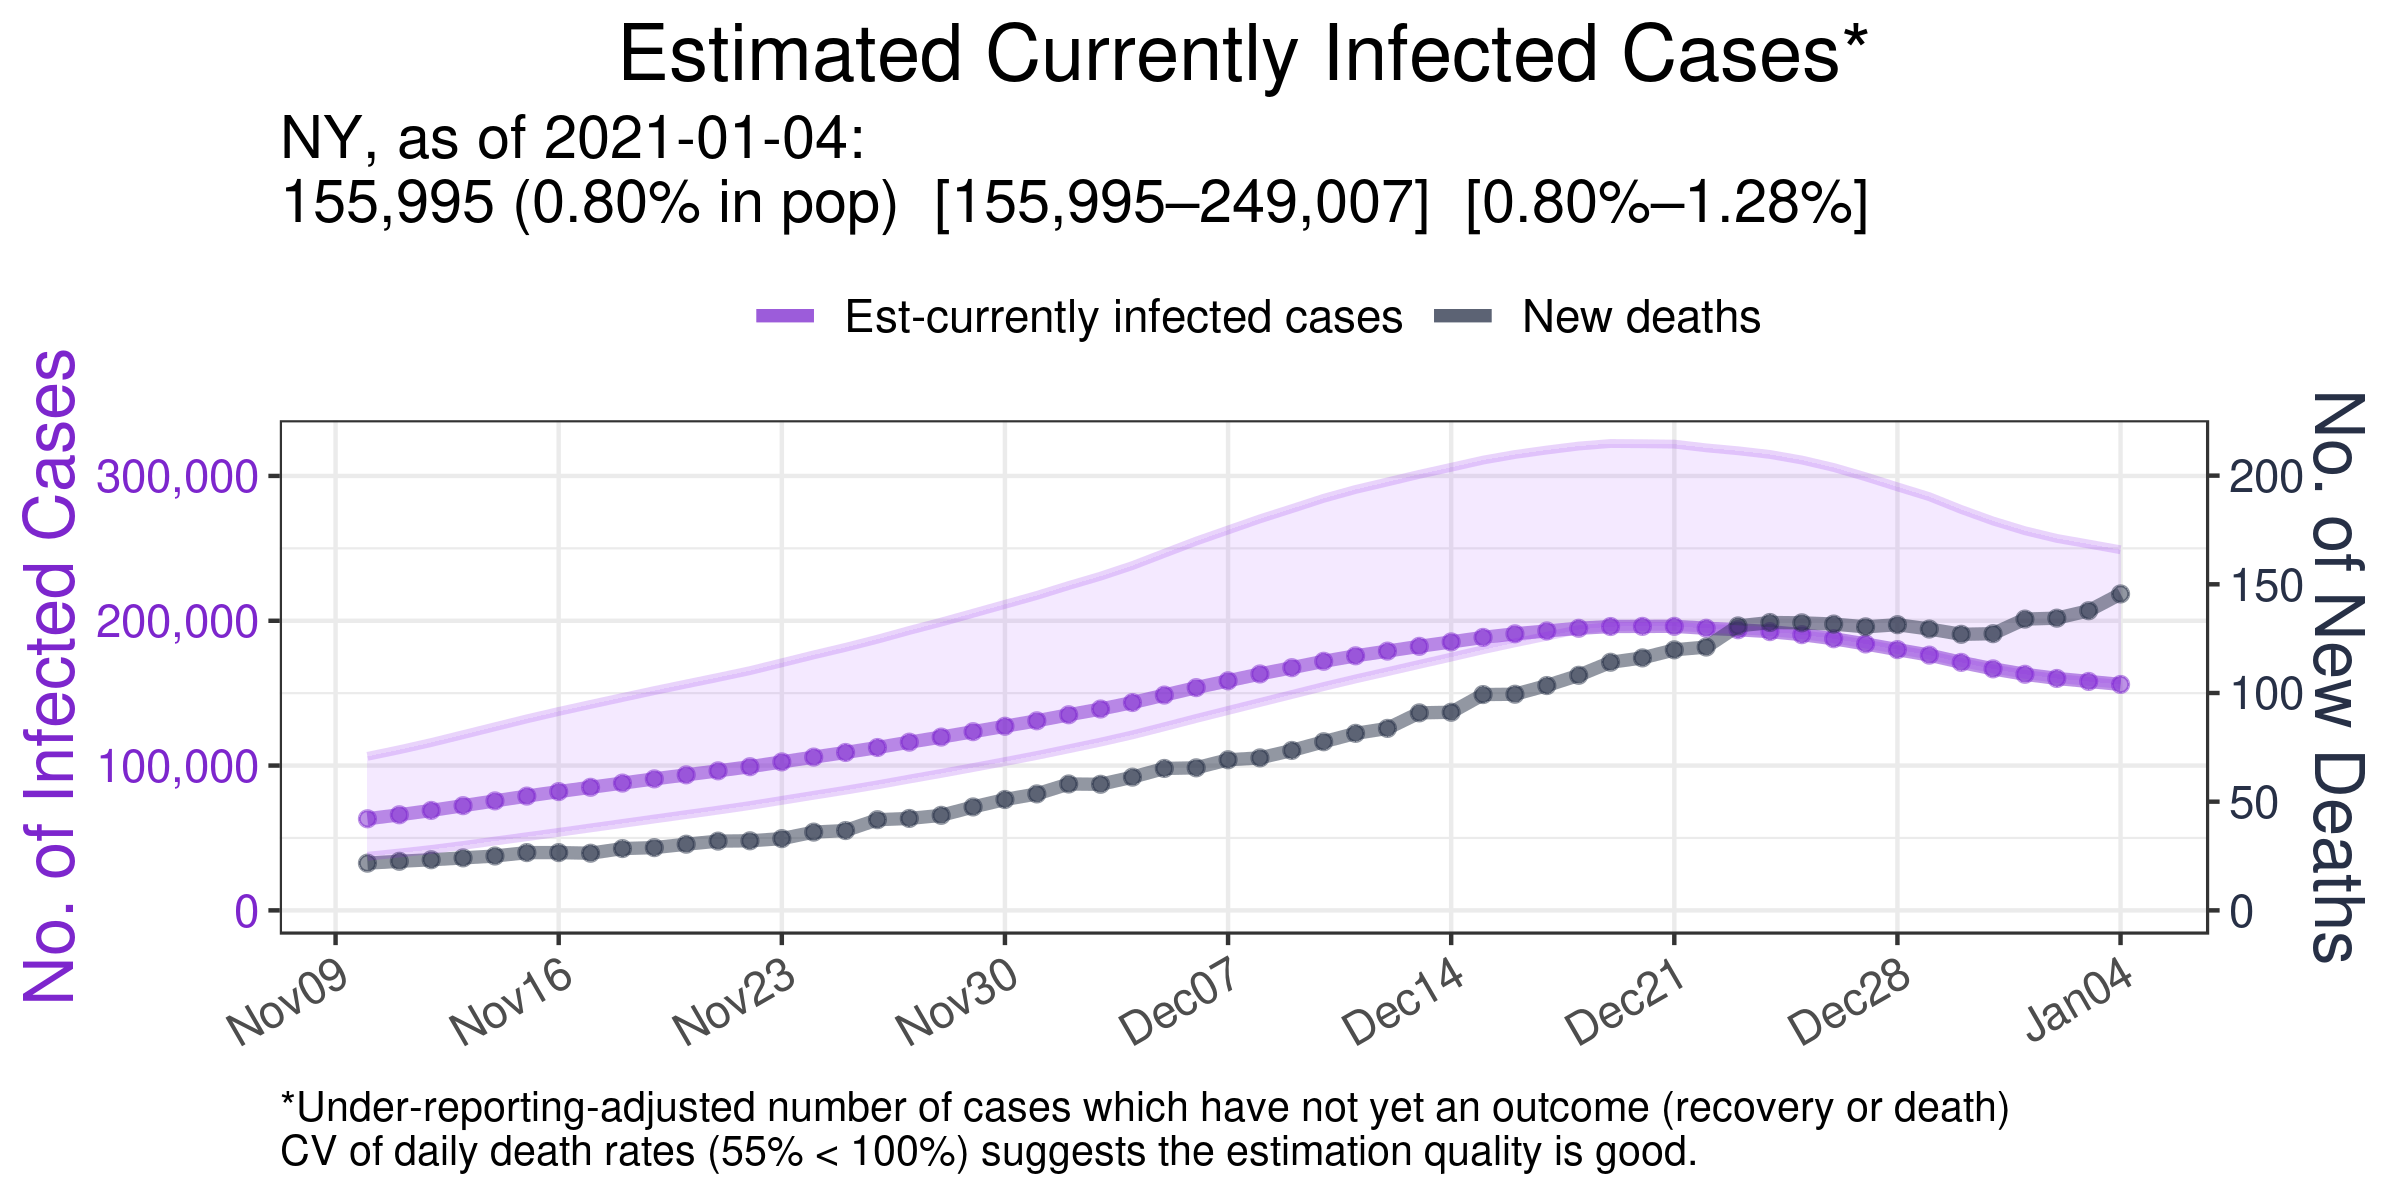 Estimated Currently Infected Cases*
NY, as of 2021-01-04:
155,995 (0.80% in pop) [155,995–249,007] [0.80%–1.28%]
Est-currently infected cases
New deaths
No. of Infected Cases
300,000
200,000
100,000
0
200
150
100
50
0
No. of New Deaths
Nov09
Nov16
Nov23
Nov30
Dec07
Dec14
Dec21
Dec28
Jan04
*Under-reporting-adjusted number of cases which have not yet an outcome (recovery or death)
CV of daily death rates (55% < 100%) suggests the estimation quality is good.